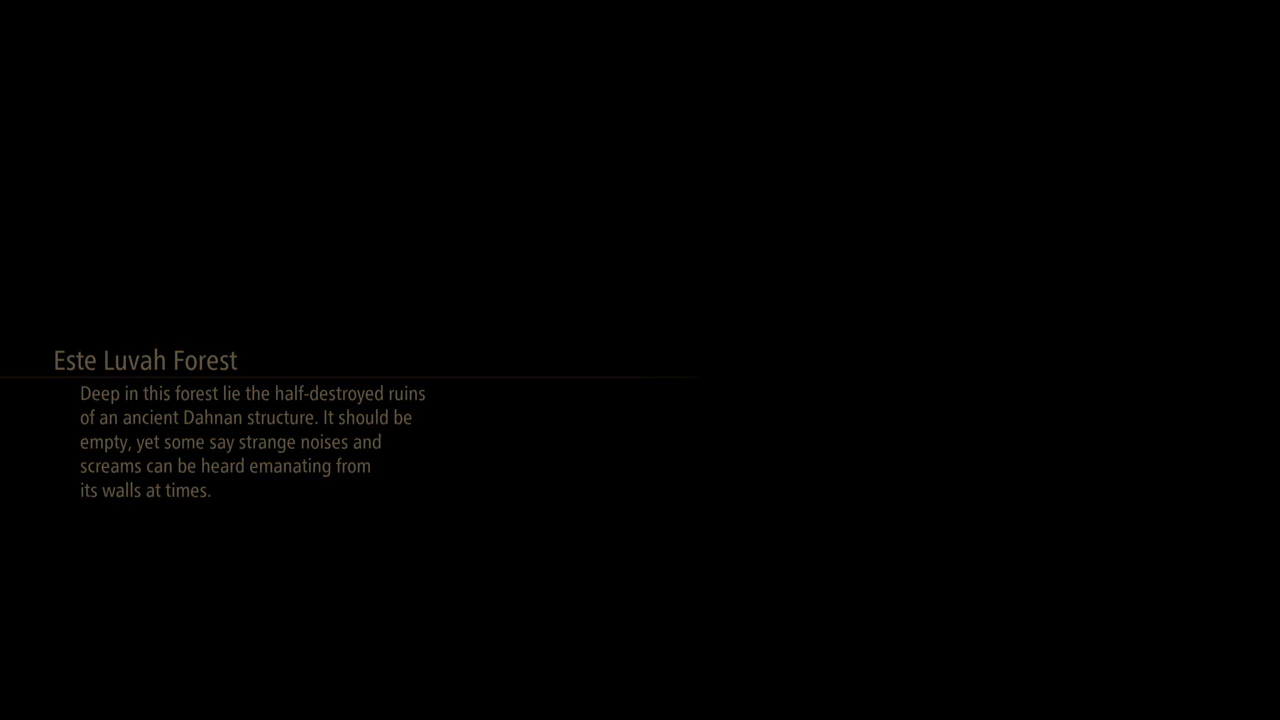 Este Luvah Forest
Deep in this forest lie the half-destroyed ruins
of an ancient Dahnan structure. It should be
empty, yet some say strange noises and
screams can be heard emanating from
its walls at times.